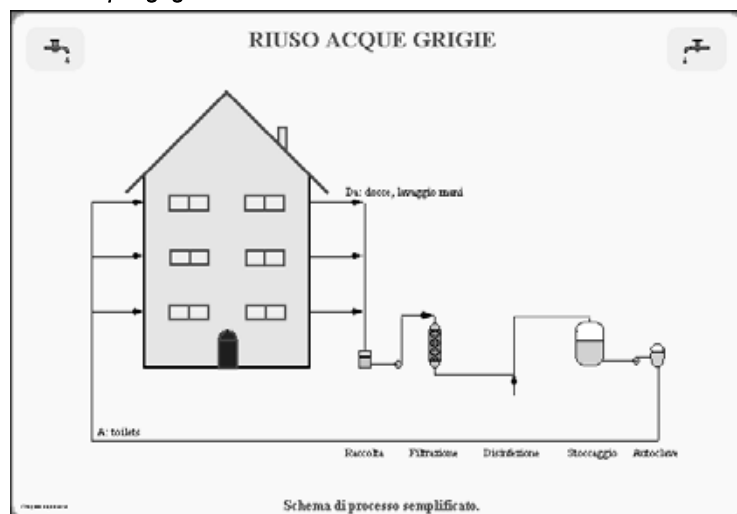 RIUSO ACQUE GRIGIE
Da: docce, lavaggio mani
A: toilets
Raccolta Filtrazione Disinfezione Stoccaggio Autoclave
Schema di processo semplificato.